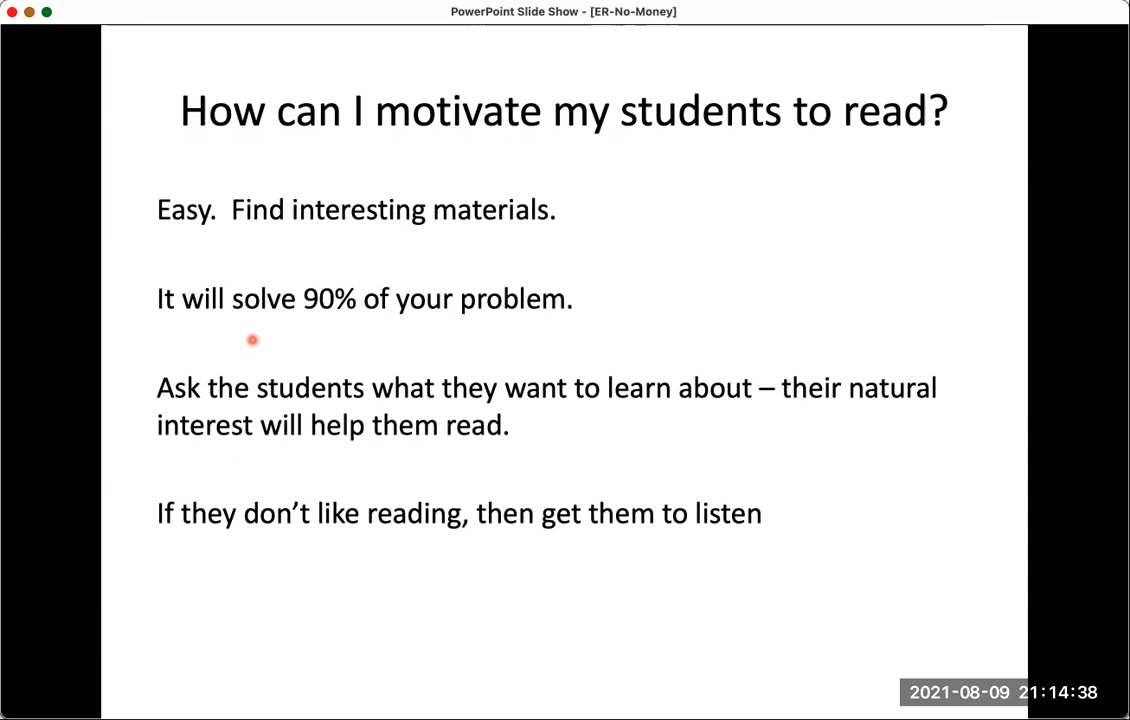 PowerPoint Slide Show - [ER-No-Money]
How can I motivate my students to read?
Easy.  Find interesting materials.
It will solve 90% of your problem.
Ask the students what they want to learn about – their natural
interest will help them read.
If they don’t like reading, then get them to listen
2021-08-09 21:14:38